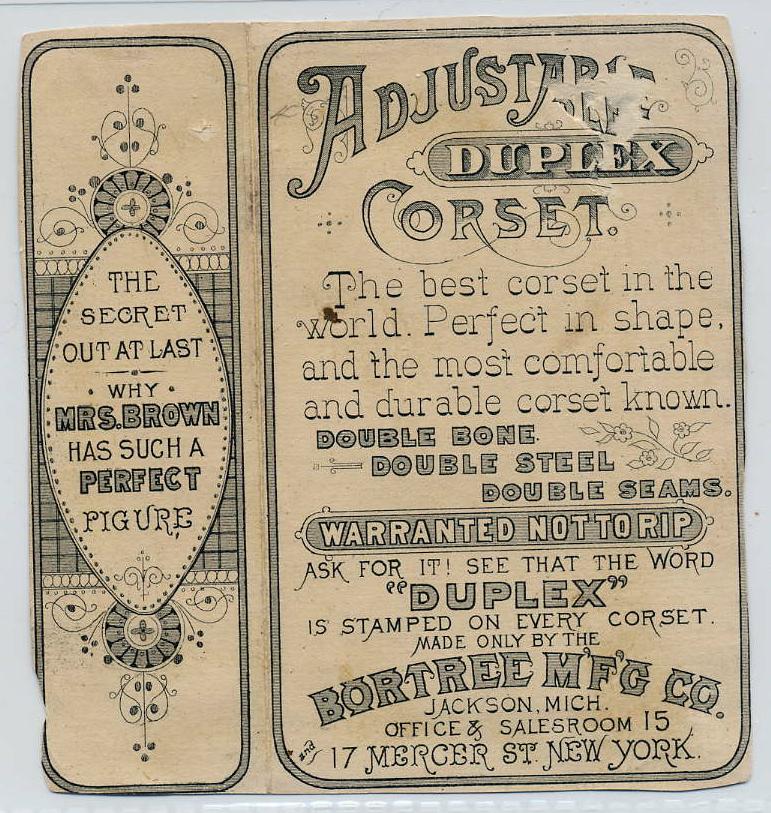 THE
SECRET
OUT AT LAST
WHY
MRS. BROWN
HAS SUCH A
PERFECT
FIGURE
ADJUSTABLE
DUPLEX
CORSET.
The best corset in the
world. Perfect in shape,
and the most comfortable
and durable corset known.
DOUBLE BONE.
DOUBLE STEEL
DOUBLE SEAMS.
WARRANTED NOT TO RIP
ASK FOR IT! SEE THAT THE WORD
"DUPLEX"
IS STAMPED ON EVERY CORSET.
MADE ONLY BY THE
BORTREE M'F'G CO.
JACKSON, MICH.
OFFICE & SALESROOM 15
and 17 MERCER ST. NEW YORK.